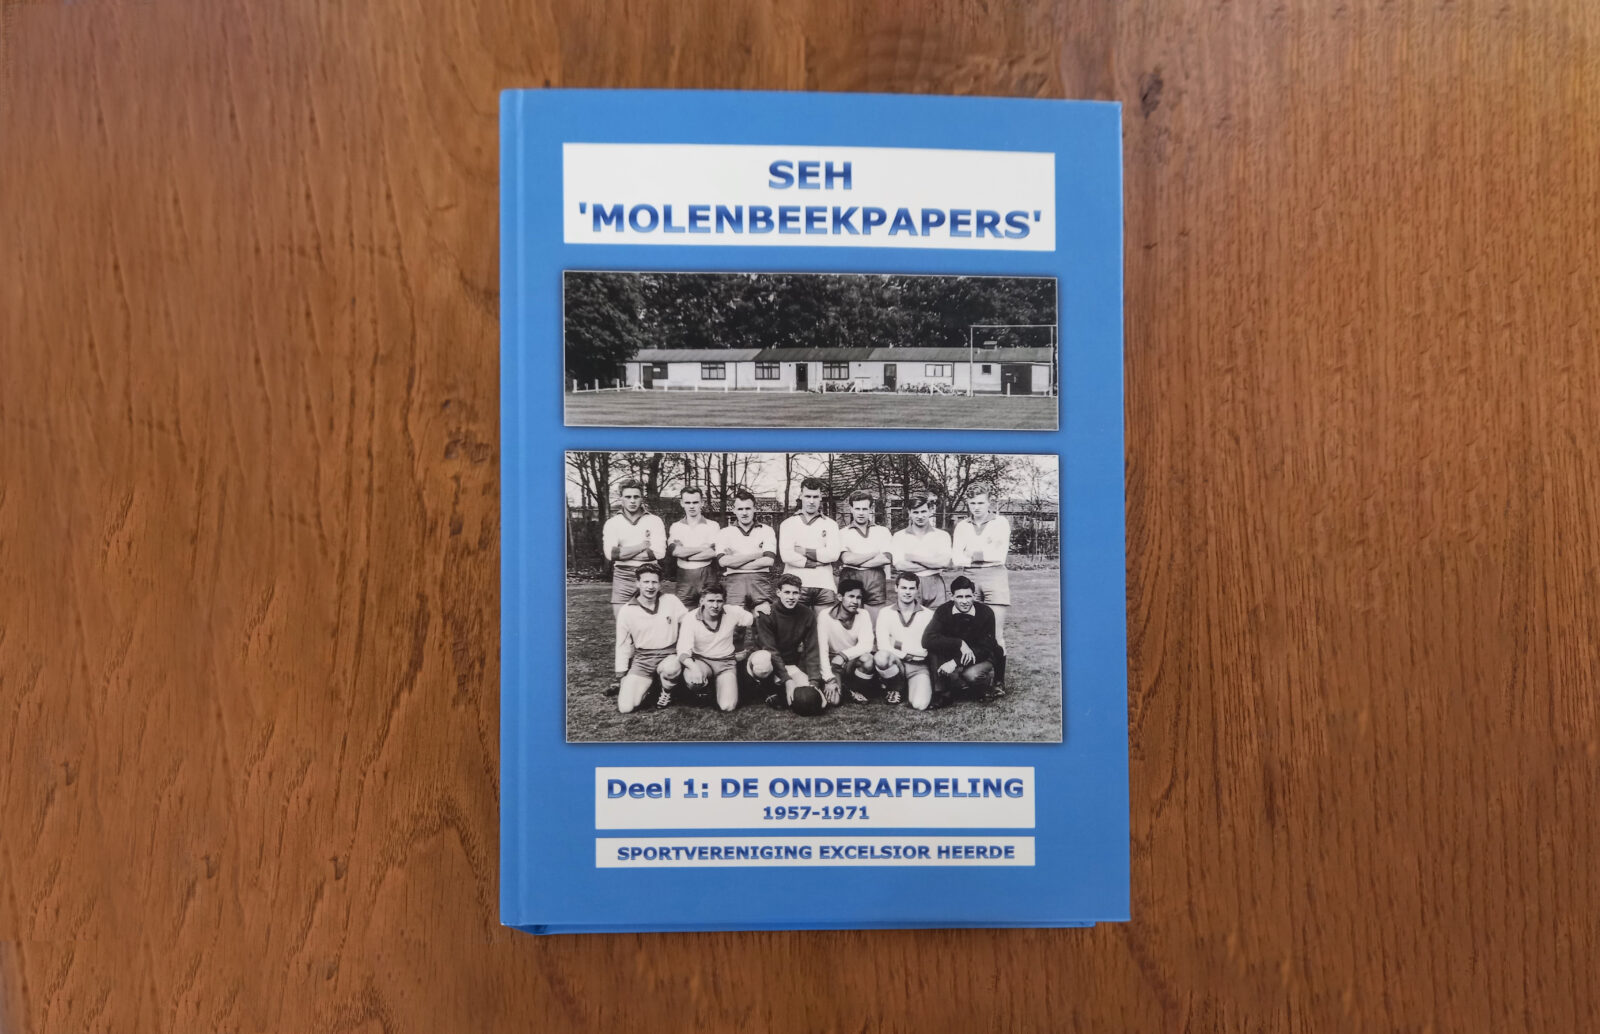 SEH
'MOLENBEEKPAPERS'
Deel 1: DE ONDERAFDELING
1957-1971
SPORTVERENIGING EXCELSIOR HEERDE